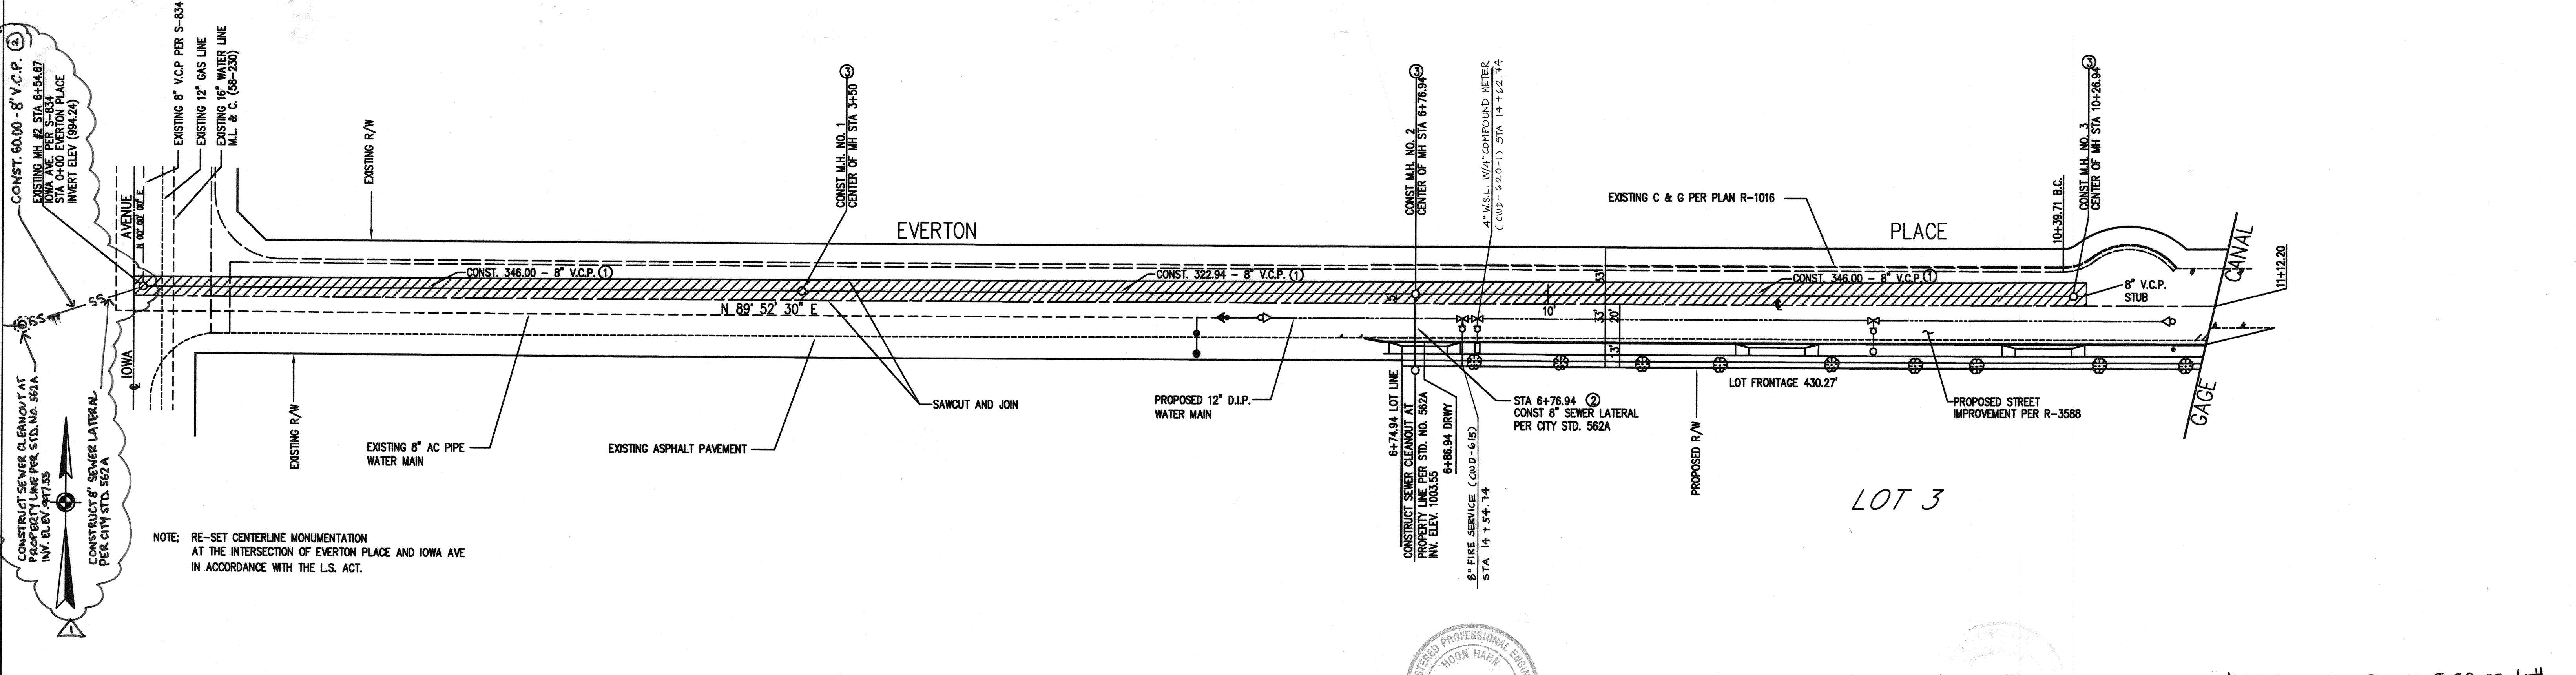 CONST. 60.00 - 8" V.C.P. ②
EXISTING MH #2 STA 6+54.67
IOWA AVE. PER S-834
STA 0+00 EVERTON PLACE
INVERT ELEV (994.24)
AVENUE
N 00° 00' 00" E
IOWA
EXISTING 8" V.C.P PER S-834
EXISTING 12" GAS LINE
EXISTING 16" WATER LINE
M.L. & C. (58-230)
EXISTING R/W
③
CONST M.H. NO. 1
CENTER OF MH STA 3+50
EVERTON
③
CONST M.H. NO. 2
CENTER OF MH STA 6+76.94
4" W.S.L. W/4" COMPOUND METER
(CWD-620-1) STA 14+62.74
EXISTING C & G PER PLAN R-1016
PLACE
10+39.71 B.C.
③
CONST M.H. NO. 3
CENTER OF MH STA 10+26.94
CANAL
11+12.20
GAGE
CONST. 346.00 - 8" V.C.P. ①
CONST. 322.94 - 8" V.C.P. ①
CONST. 346.00 - 8" V.C.P. ①
8" V.C.P.
STUB
N 89° 52' 30" E
5'
10'
33'
33'
20'
13'
SS
SS
SAWCUT AND JOIN
PROPOSED 12" D.I.P.
WATER MAIN
EXISTING 8" AC PIPE
WATER MAIN
EXISTING ASPHALT PAVEMENT
EXISTING R/W
6+74.94 LOT LINE
CONSTRUCT SEWER CLEANOUT AT
PROPERTY LINE PER STD. NO. 562A
INV. ELEV. 1003.55
6+86.94 DRWY
8" FIRE SERVICE (CWD-615)
STA 14+54.74
STA 6+76.94 ②
CONST 8" SEWER LATERAL
PER CITY STD. 562A
PROPOSED R/W
LOT FRONTAGE 430.27'
PROPOSED STREET
IMPROVEMENT PER R-3588
LOT 3
CONSTRUCT SEWER CLEANOUT AT
PROPERTY LINE PER STD. NO. 562A
INV. ELEV. 997.55
CONSTRUCT 8" SEWER LATERAL
PER CITY STD. 562A
1
NOTE; RE-SET CENTERLINE MONUMENTATION
AT THE INTERSECTION OF EVERTON PLACE AND IOWA AVE
IN ACCORDANCE WITH THE L.S. ACT.
STERED PROFESSIONAL ENGIN
HOON HAHN